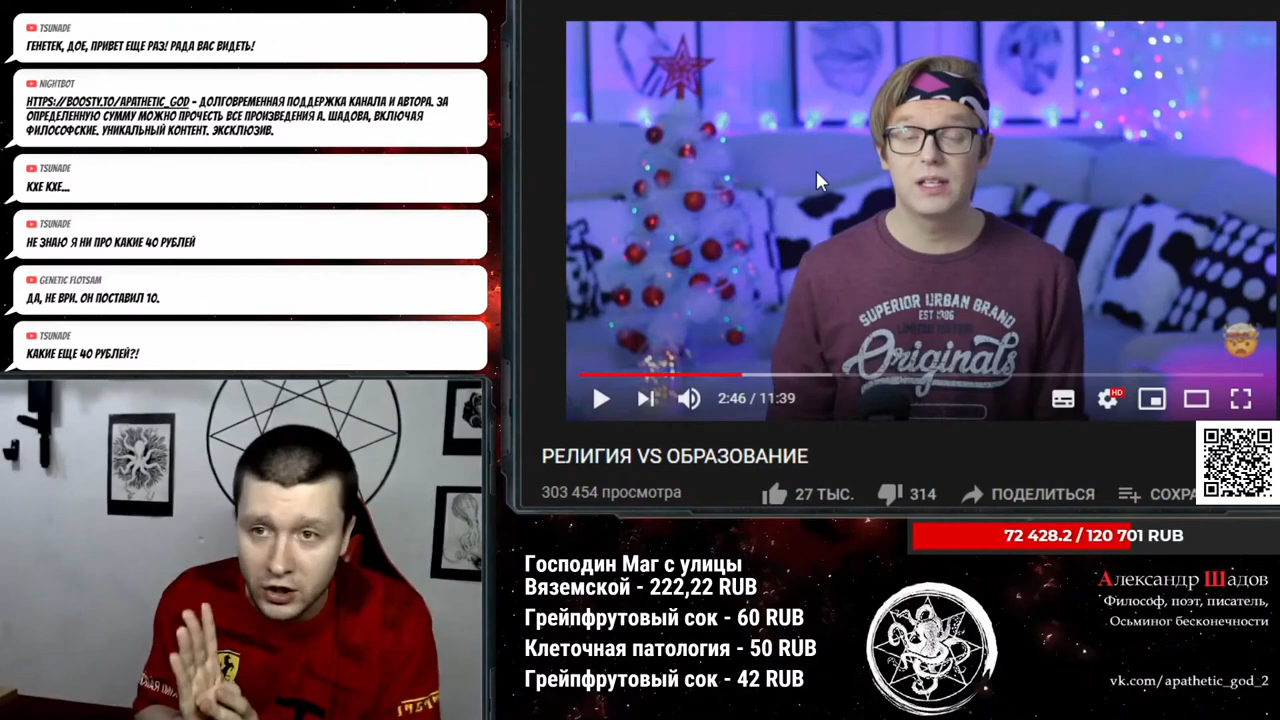 TSUNADE
ГЕНЕТЕК, ДОЕ, ПРИВЕТ ЕЩЕ РАЗ! РАДА ВАС ВИДЕТЬ!
NIGHTBOT
HTTPS://BOOSTY.TO/APATHETIC_GOD - ДОЛГОВРЕМЕННАЯ ПОДДЕРЖКА КАНАЛА И АВТОРА. ЗА
ОПРЕДЕЛЕННУЮ СУММУ МОЖНО ПРОЧЕСТЬ ВСЕ ПРОИЗВЕДЕНИЯ А. ШАДОВА, ВКЛЮЧАЯ
ФИЛОСОФСКИЕ. УНИКАЛЬНЫЙ КОНТЕНТ. ЭКСКЛЮЗИВ.
TSUNADE
КХЕ КХЕ...
TSUNADE
НЕ ЗНАЮ Я НИ ПРО КАКИЕ 40 РУБЛЕЙ
GENETIC FLOTSAM
ДА, НЕ ВРИ. ОН ПОСТАВИЛ 10.
TSUNADE
КАКИЕ ЕЩЕ 40 РУБЛЕЙ?!
SUPERIOR URBAN BRAND
EST 1986
LIMITED EDITION
Originals
2:46 / 11:39
HD
РЕЛИГИЯ VS ОБРАЗОВАНИЕ
303 454 просмотра
27 ТЫС.
314
ПОДЕЛИТЬСЯ
СОХРА
72 428.2 / 120 701 RUB
Господин Маг с улицы
Вяземской - 222,22 RUB
Грейпфрутовый сок - 60 RUB
Клеточная патология - 50 RUB
Грейпфрутовый сок - 42 RUB
Александр Шадов
Философ, поэт, писатель,
Осьминог бесконечности
vk.com/apathetic_god_2